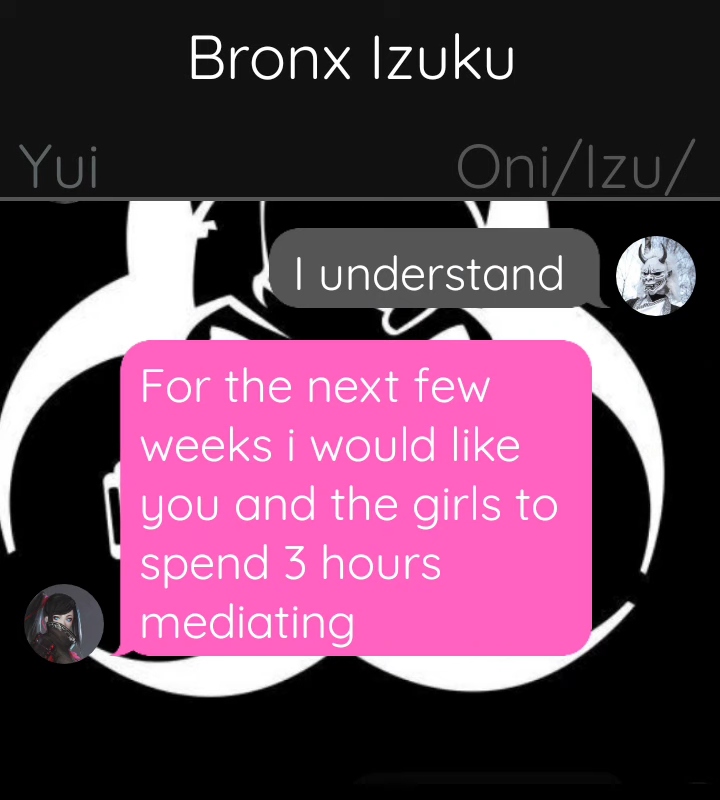 Bronx Izuku
Yui
Oni/Izu/
I understand
For the next few
weeks i would like
you and the girls to
spend 3 hours
mediating